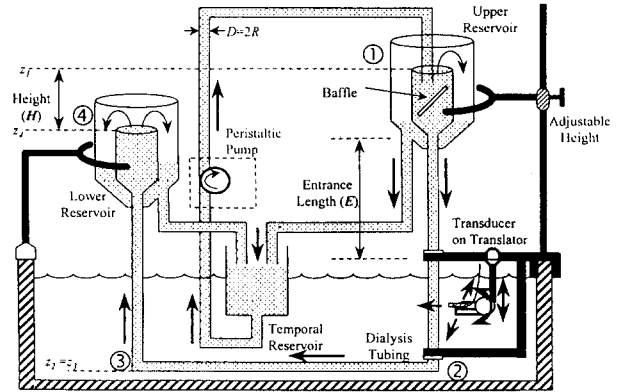 Upper
Reservoir
D=2R
①
z₁
Baffle
Height
(H)
④
z₄
Peristaltic
Pump
Adjustable
Height
Lower
Reservoir
Entrance
Length (E)
Transducer
on Translator
Temporal
Reservoir
Dialysis
Tubing
z₂ =z₃
③
②